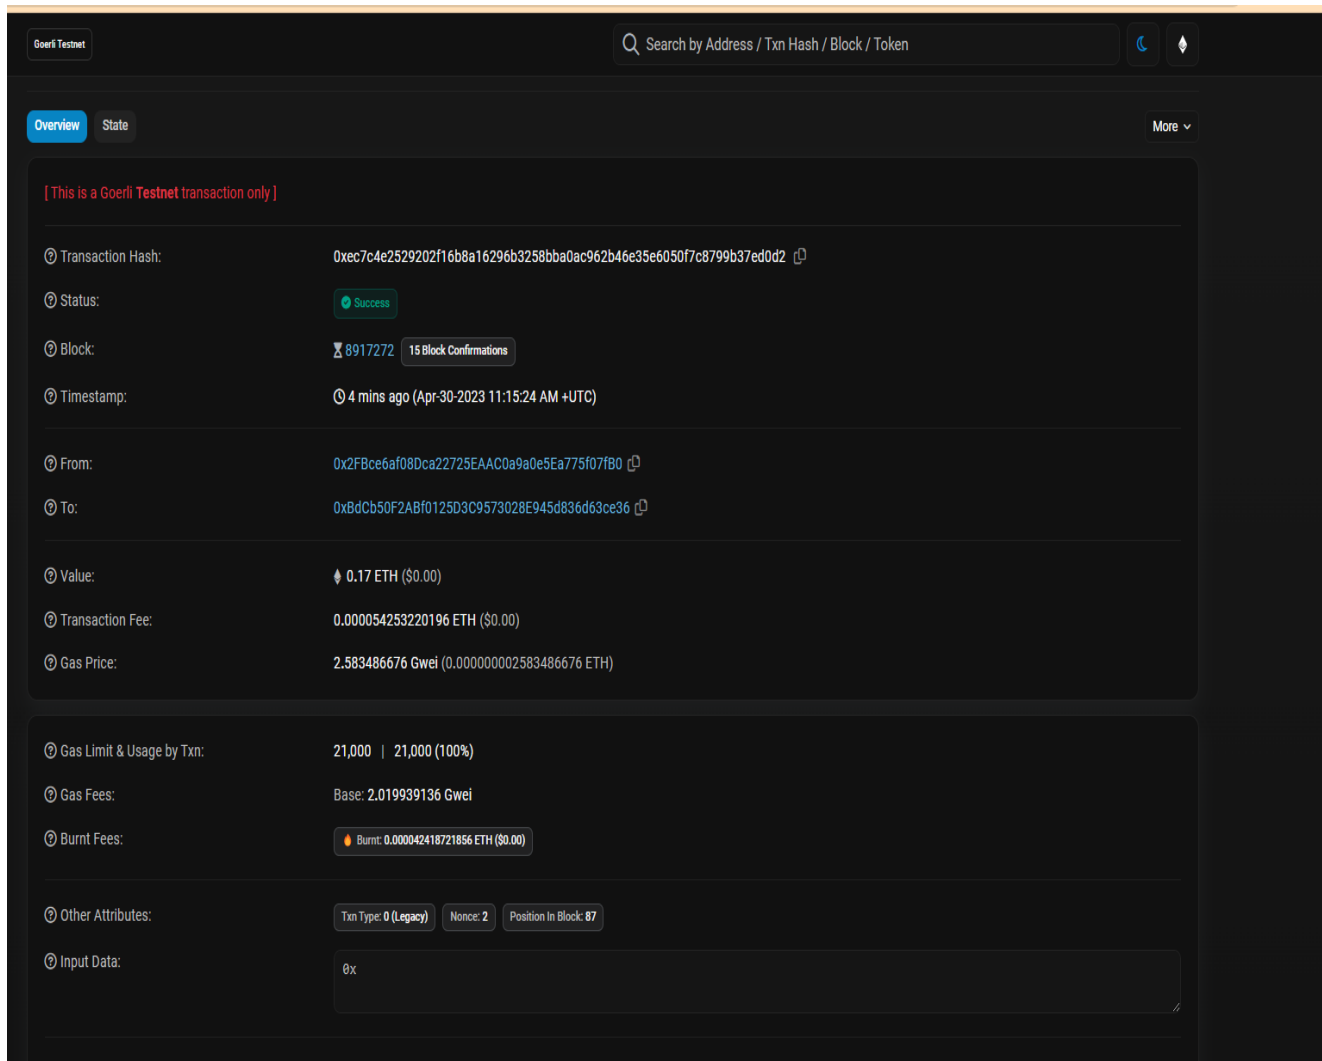 Goerli Testnet
Search by Address / Txn Hash / Block / Token
Overview State More
[ This is a Goerli Testnet transaction only ]
Transaction Hash: 0xec7c4e2529202f16b8a16296b3258bba0ac962b46e35e6050f7c8799b37ed0d2
Status: Success
Block: 8917272 15 Block Confirmations
Timestamp: 4 mins ago (Apr-30-2023 11:15:24 AM +UTC)
From: 0x2FBce6af08Dca22725EAAC0a9a0e5Ea775f07fB0
To: 0xBdCb50F2ABf0125D3C9573028E945d836d63ce36
Value: 0.17 ETH ($0.00)
Transaction Fee: 0.000054253220196 ETH ($0.00)
Gas Price: 2.583486676 Gwei (0.000000002583486676 ETH)
Gas Limit & Usage by Txn: 21,000 | 21,000 (100%)
Gas Fees: Base: 2.019939136 Gwei
Burnt Fees: Burnt: 0.000042418721856 ETH ($0.00)
Other Attributes: Txn Type: 0 (Legacy) Nonce: 2 Position In Block: 87
Input Data: 0x